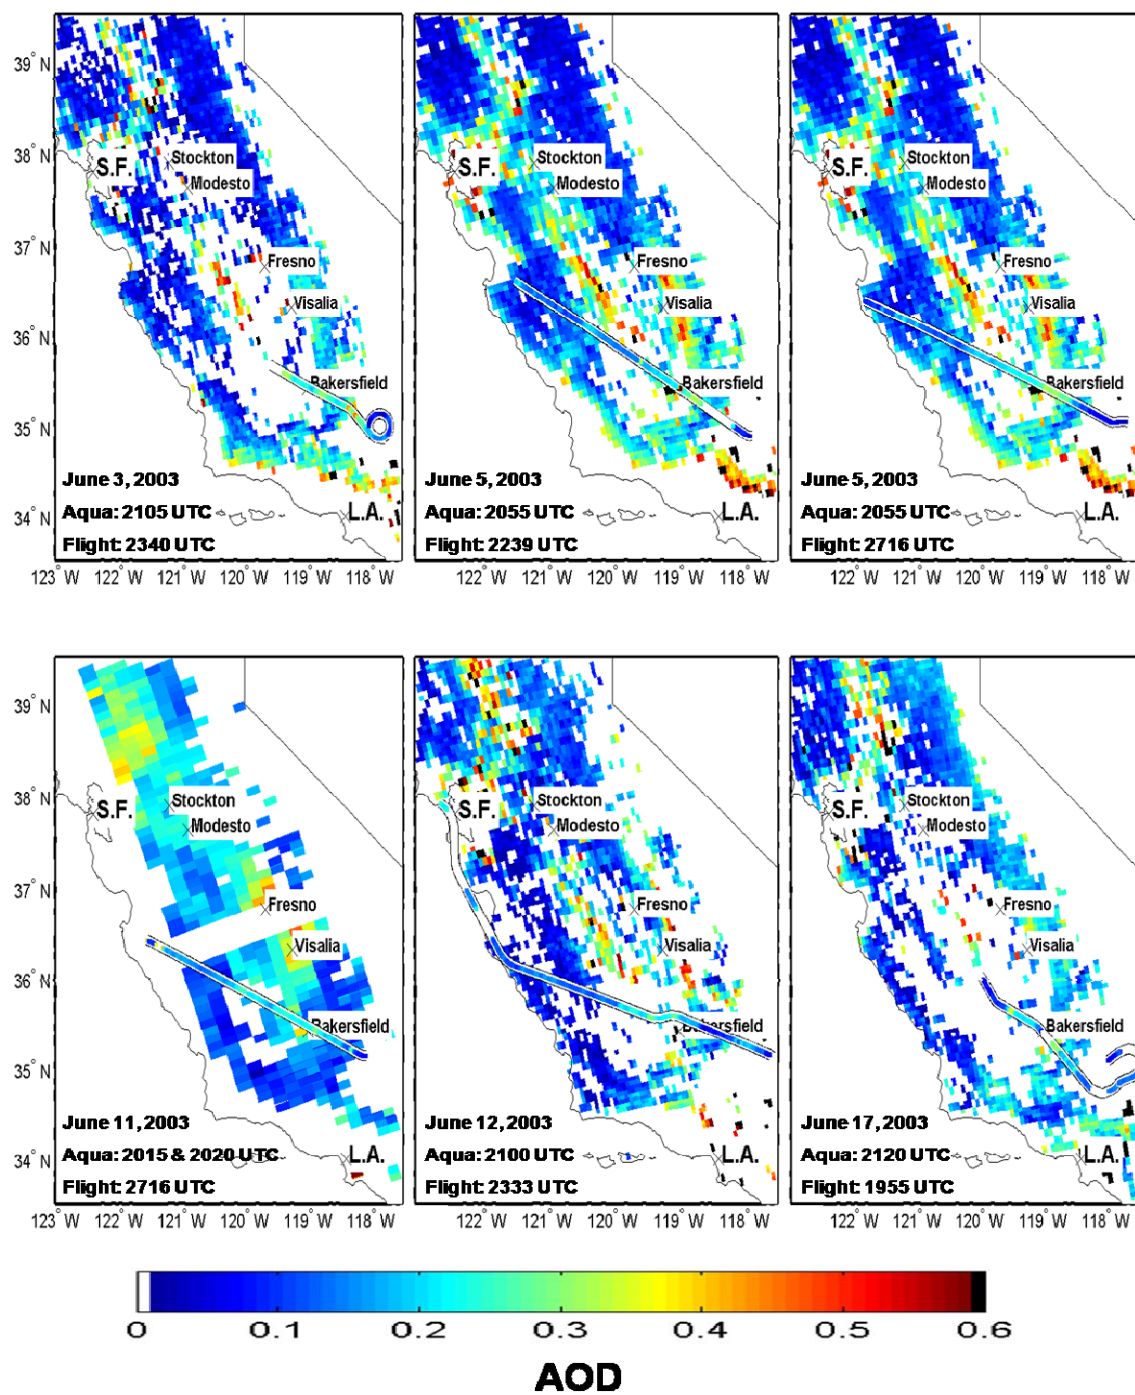 39° N
38° N
37° N
36° N
35° N
34° N
S.F.
Stockton
Modesto
Fresno
Visalia
Bakersfield
June 3, 2003
Aqua: 2105 UTC
Flight: 2340 UTC
L.A.
123° W 122° W 121° W 120° W 119° W 118° W
S.F.
Stockton
Modesto
Fresno
Visalia
Bakersfield
June 5, 2003
Aqua: 2055 UTC
Flight: 2239 UTC
L.A.
122° W 121° W 120° W 119° W 118° W
S.F.
Stockton
Modesto
Fresno
Visalia
Bakersfield
June 5, 2003
Aqua: 2055 UTC
Flight: 2716 UTC
L.A.
122° W 121° W 120° W 119° W 118° W
39° N
38° N
37° N
36° N
35° N
34° N
S.F.
Stockton
Modesto
Fresno
Visalia
Bakersfield
June 11, 2003
Aqua: 2015 & 2020 UTC
Flight: 2716 UTC
L.A.
123° W 122° W 121° W 120° W 119° W 118° W
S.F.
Stockton
Modesto
Fresno
Visalia
Bakersfield
June 12, 2003
Aqua: 2100 UTC
Flight: 2333 UTC
L.A.
122° W 121° W 120° W 119° W 118° W
S.F.
Stockton
Modesto
Fresno
Visalia
Bakersfield
June 17, 2003
Aqua: 2120 UTC
Flight: 1955 UTC
L.A.
122° W 121° W 120° W 119° W 118° W
0 0.1 0.2 0.3 0.4 0.5 0.6
AOD